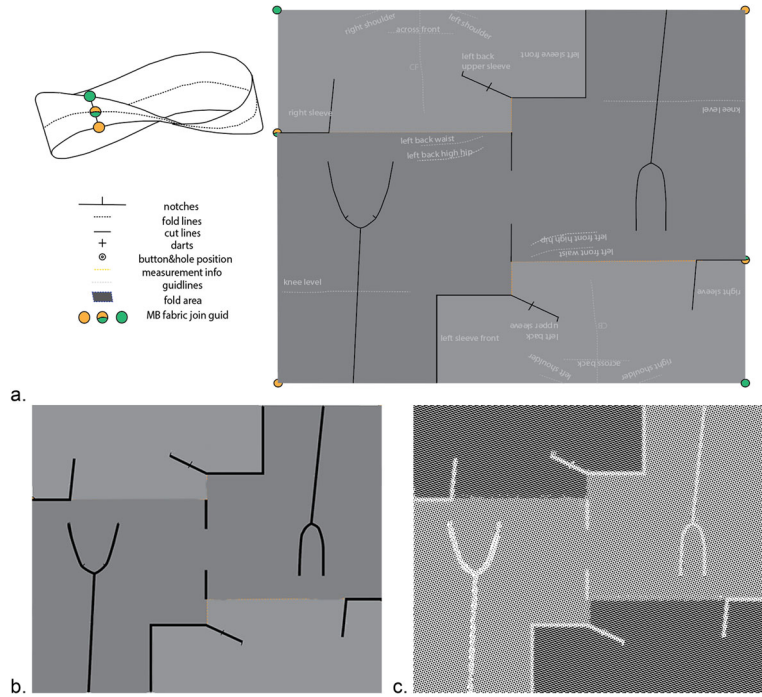 right shoulder
left shoulder
across front
CF
left back
upper sleeve
left sleeve front
right sleeve
knee level
left back waist
left back high hip
left front high hip
left front waist
knee level
left sleeve front
left back
upper sleeve
CB
right sleeve
left shoulder
across back
right shoulder
notches
fold lines
cut lines
darts
button&hole position
measurement info
guidlines
fold area
MB fabric join guid
a.
b.
c.